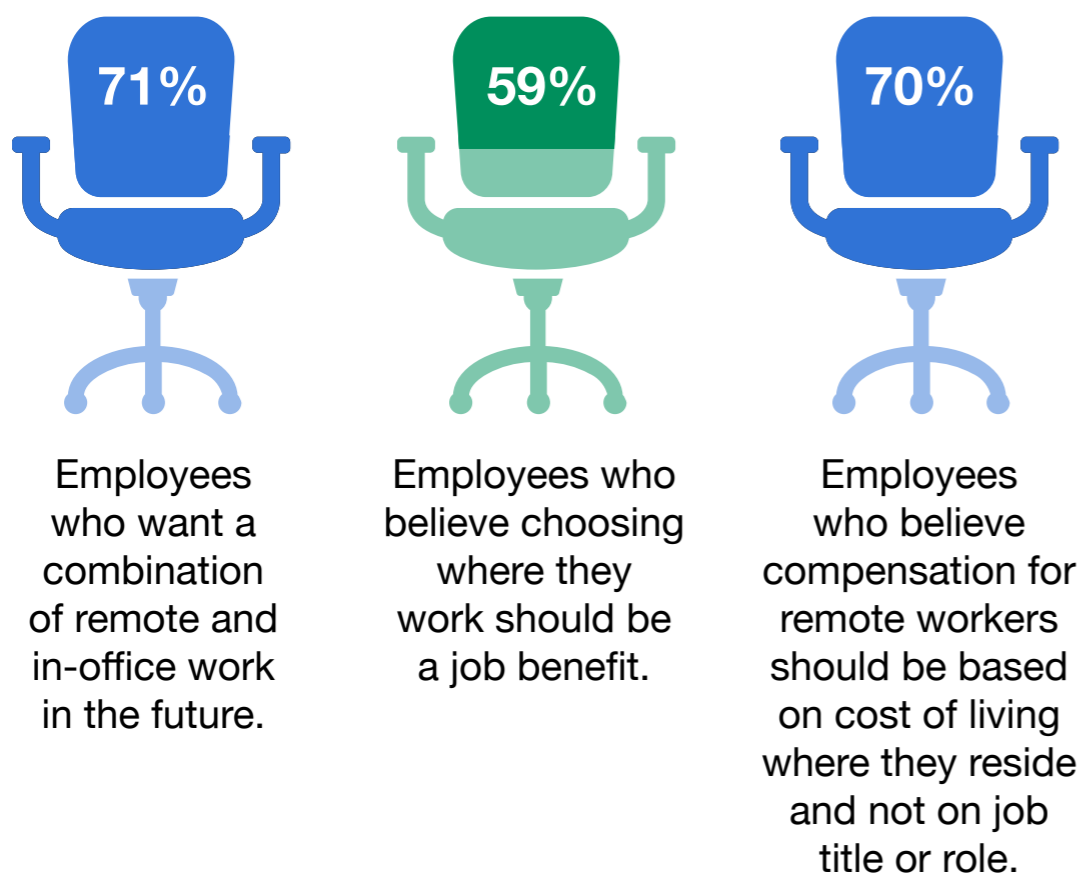 71%
Employees
who want a
combination
of remote and
in-office work
in the future.
59%
Employees who
believe choosing
where they
work should be
a job benefit.
70%
Employees
who believe
compensation for
remote workers
should be based
on cost of living
where they reside
and not on job
title or role.